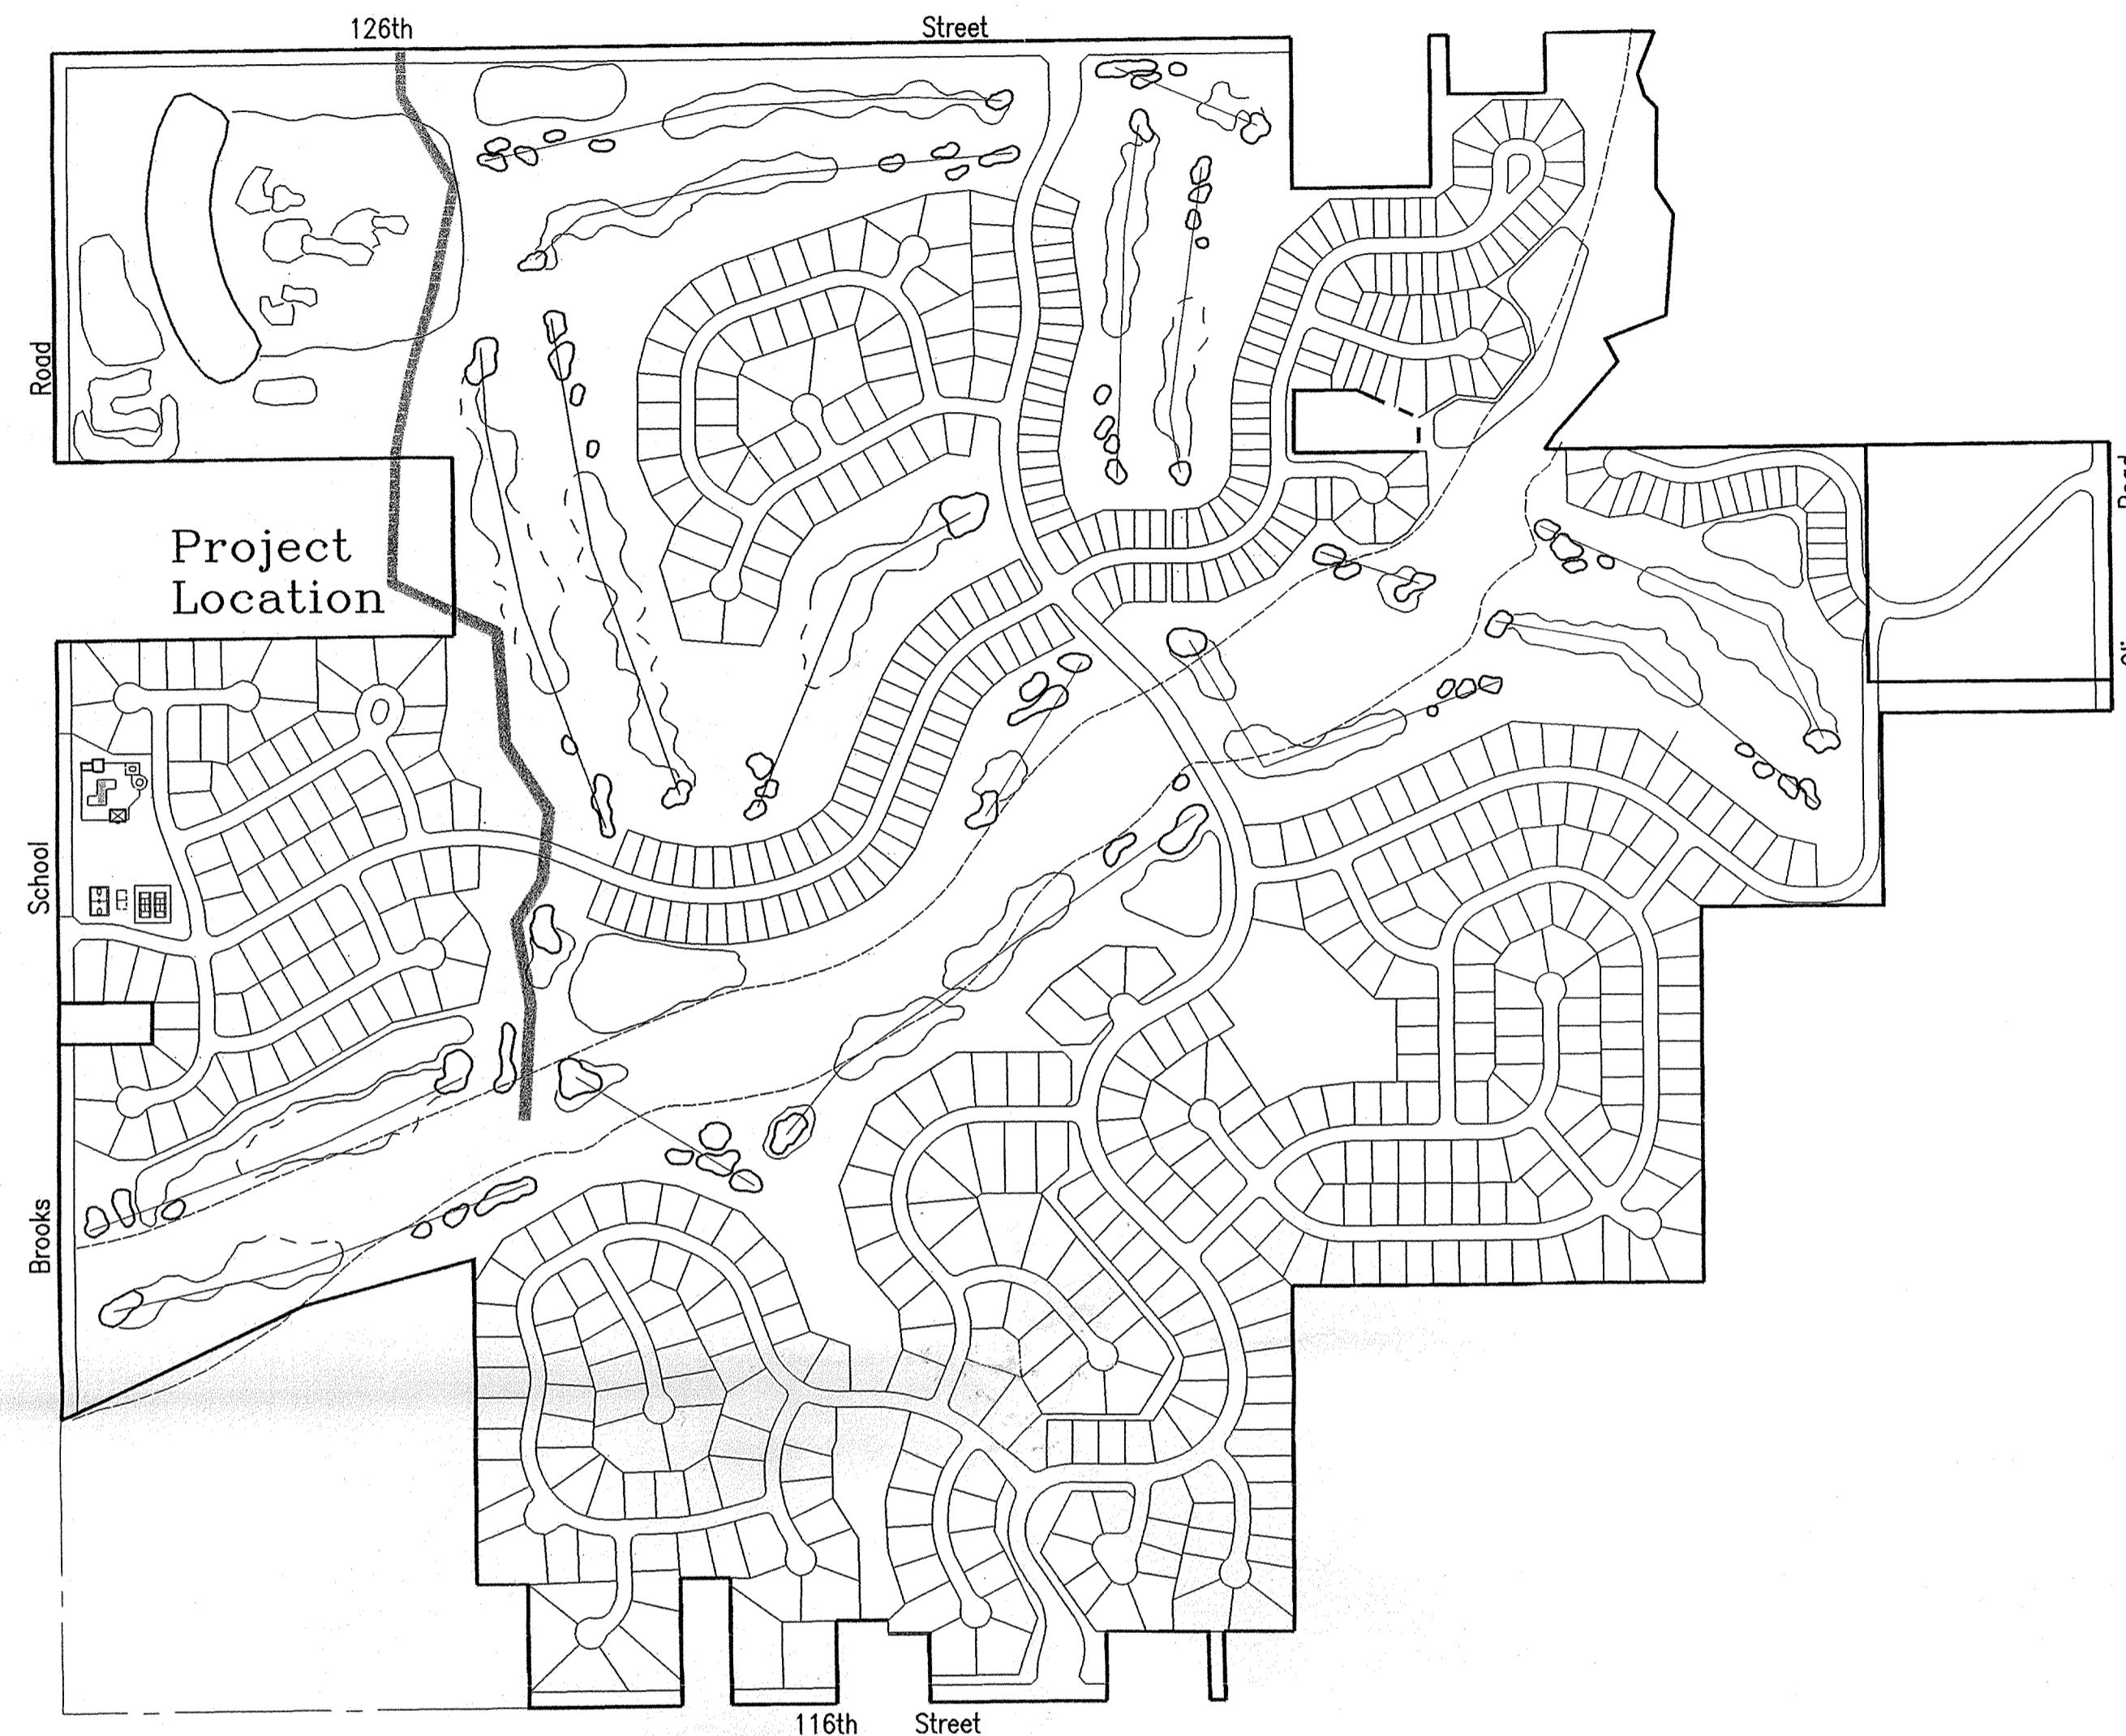 126th Street
Road
Project
Location
School
Brooks
116th Street